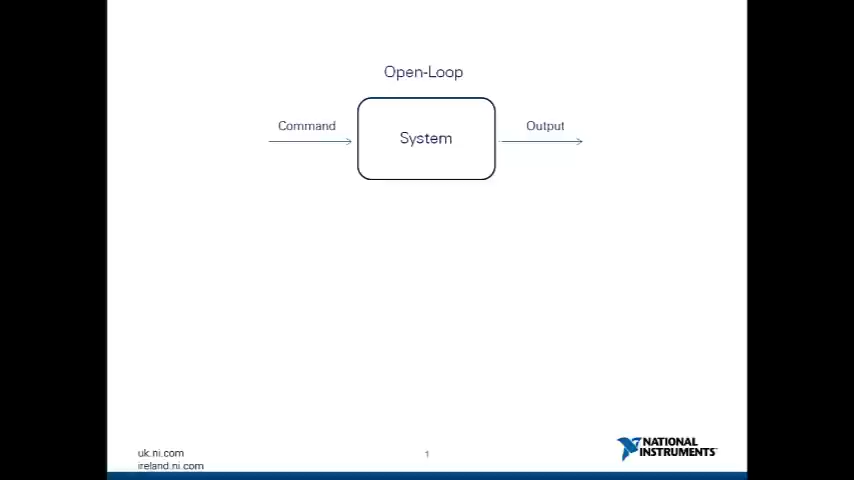 Open-Loop
Command
System
Output
uk.ni.com
ireland.ni.com
1
NATIONAL
INSTRUMENTS